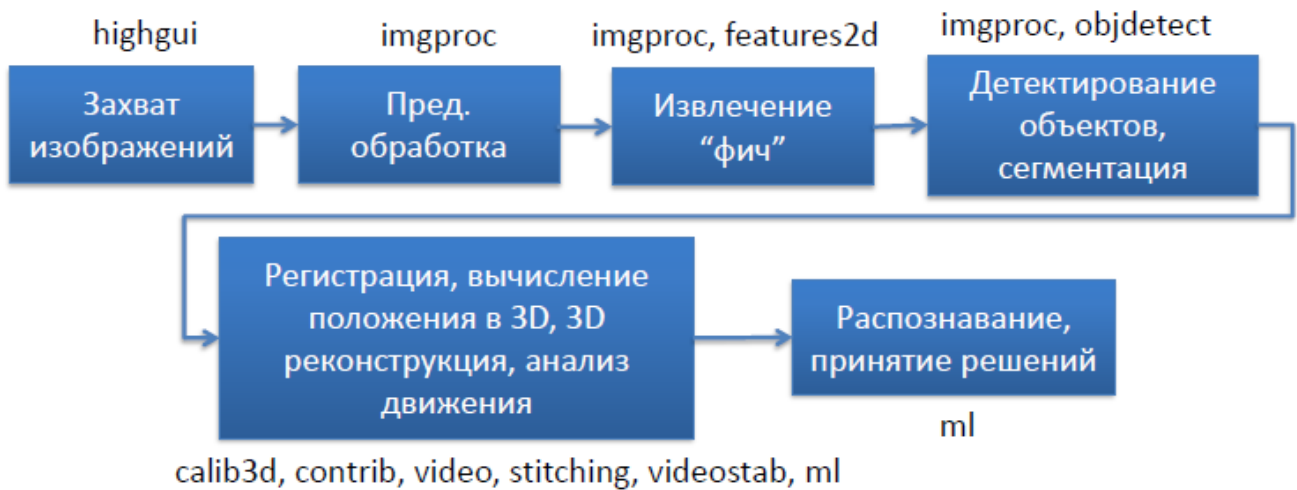 highgui
Захват
изображений
imgproc
Пред.
обработка
imgproc, features2d
Извлечение
“фич”
imgproc, objdetect
Детектирование
объектов,
сегментация
Регистрация, вычисление
положения в 3D, 3D
реконструкция, анализ
движения
calib3d, contrib, video, stitching, videostab, ml
Распознавание,
принятие решений
ml